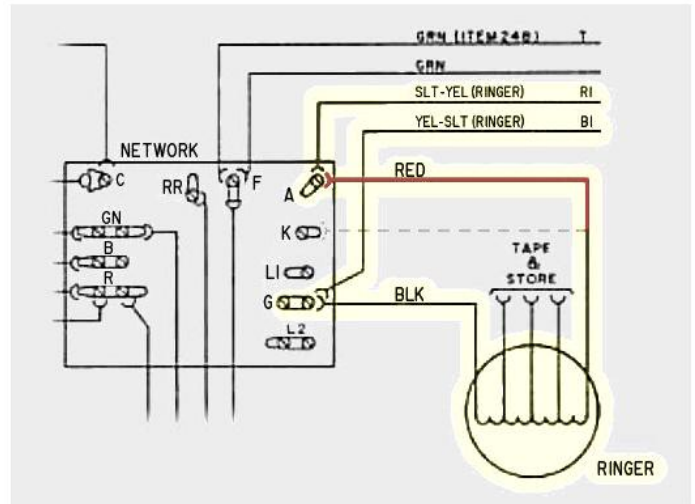 GRN (ITEM 24B) T
GRN
SLT-YEL (RINGER) R1
YEL-SLT (RINGER) B1
NETWORK
RED
C
RR
F
A
GN
K
B
TAPE
&
STORE
L1
R
G
BLK
L2
RINGER